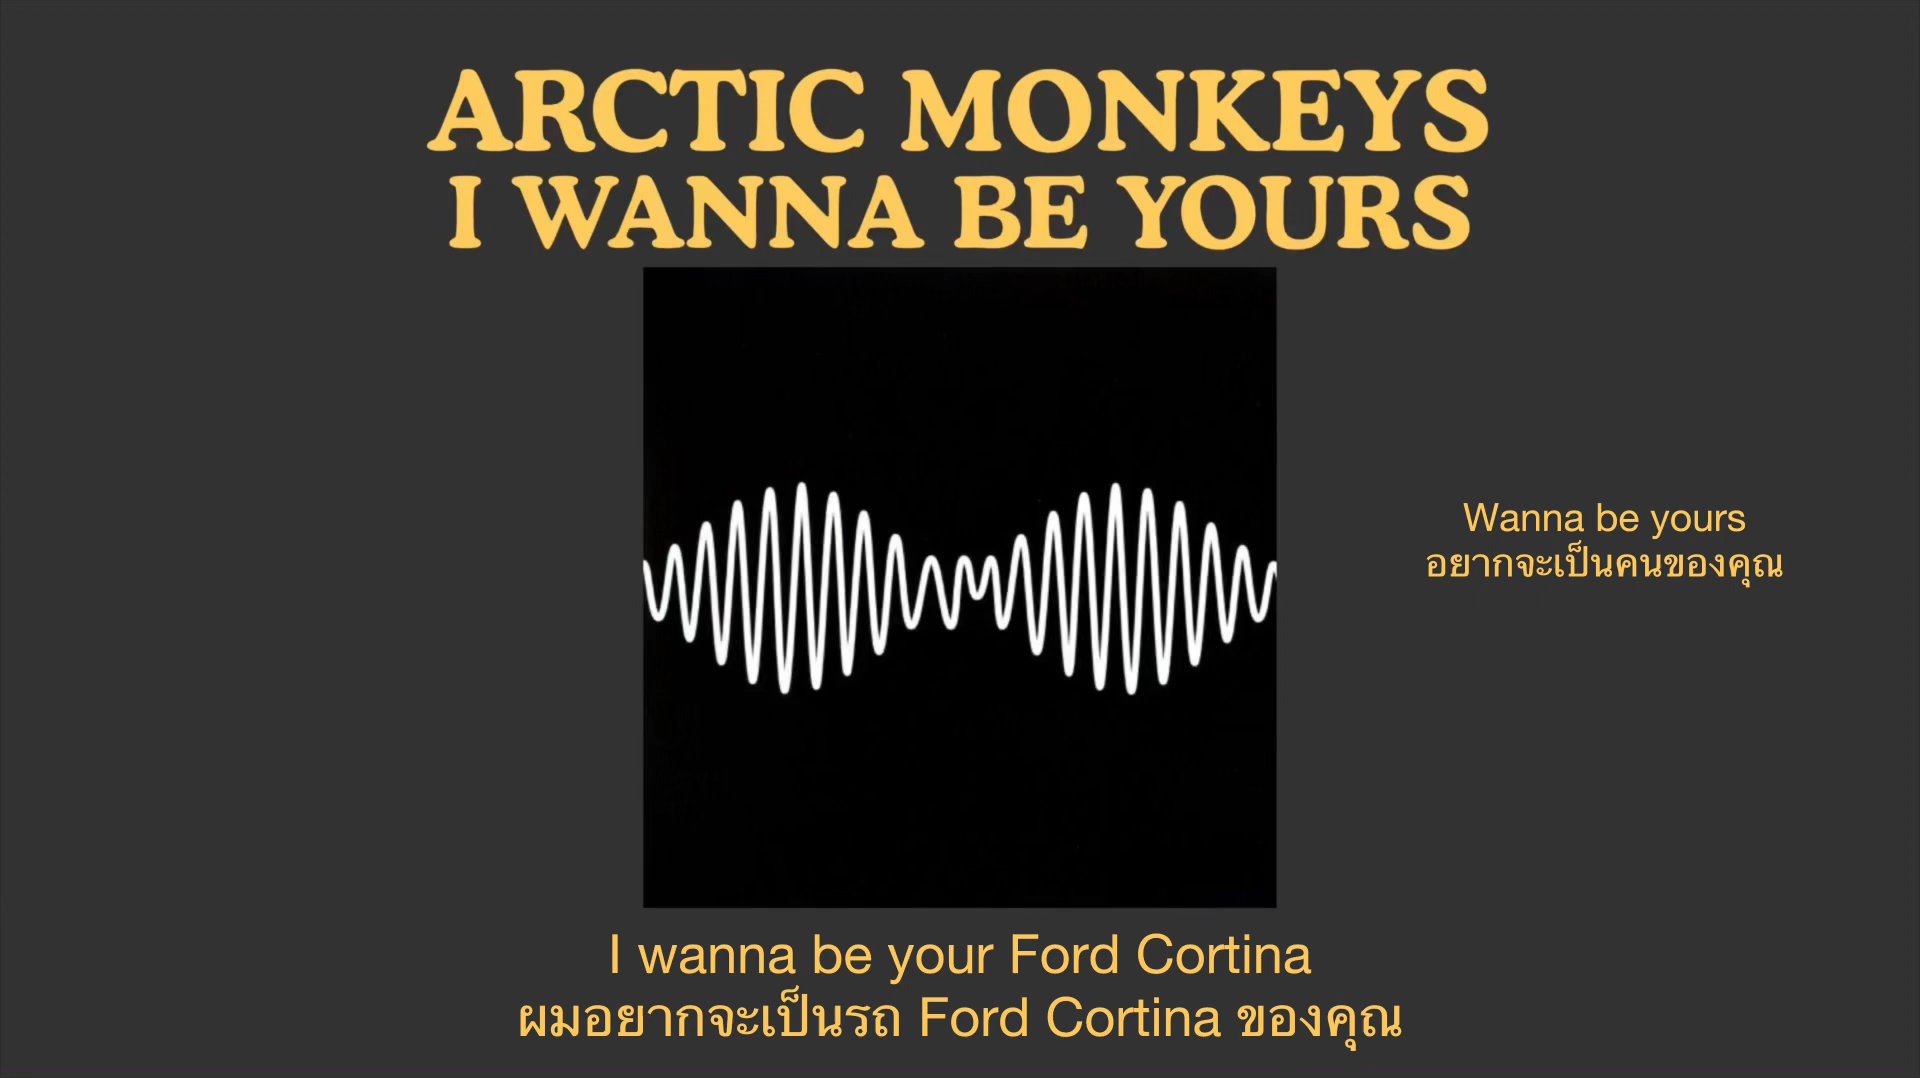 ARCTIC MONKEYS
I WANNA BE YOURS
Wanna be yours
อยากจะเป็นคนของคุณ
I wanna be your Ford Cortina
ผมอยากจะเป็นรถ Ford Cortina ของคุณ